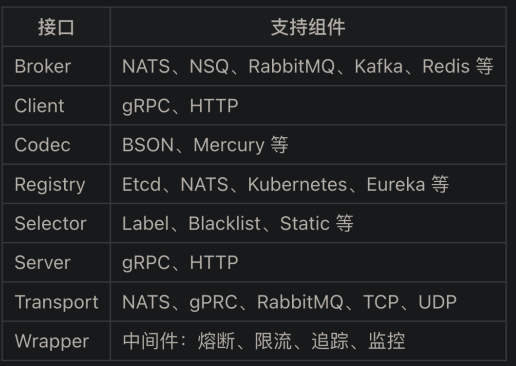 接口 支持组件
Broker NATS、NSQ、RabbitMQ、Kafka、Redis 等
Client gRPC、HTTP
Codec BSON、Mercury 等
Registry Etcd、NATS、Kubernetes、Eureka 等
Selector Label、Blacklist、Static 等
Server gRPC、HTTP
Transport NATS、gPRC、RabbitMQ、TCP、UDP
Wrapper 中间件：熔断、限流、追踪、监控